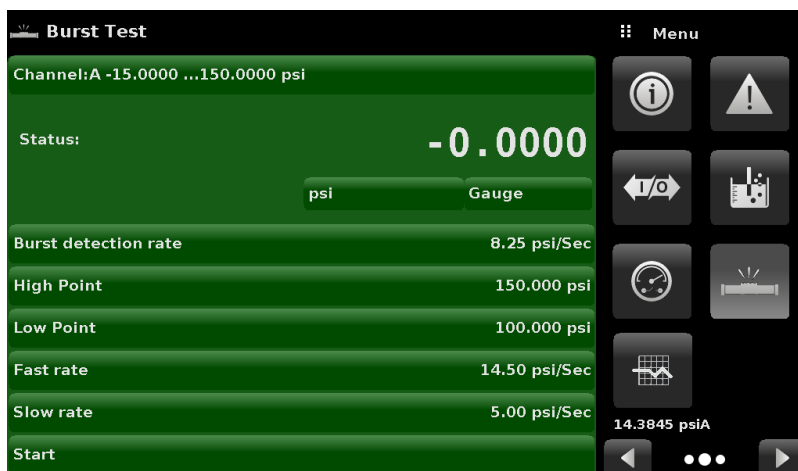 Burst Test
Menu
Channel:A -15.0000 ...150.0000 psi
Status:
-0.0000
psi
Gauge
I/O
Burst detection rate 8.25 psi/Sec
High Point 150.000 psi
Low Point 100.000 psi
Fast rate 14.50 psi/Sec
Slow rate 5.00 psi/Sec
14.3845 psiA
Start